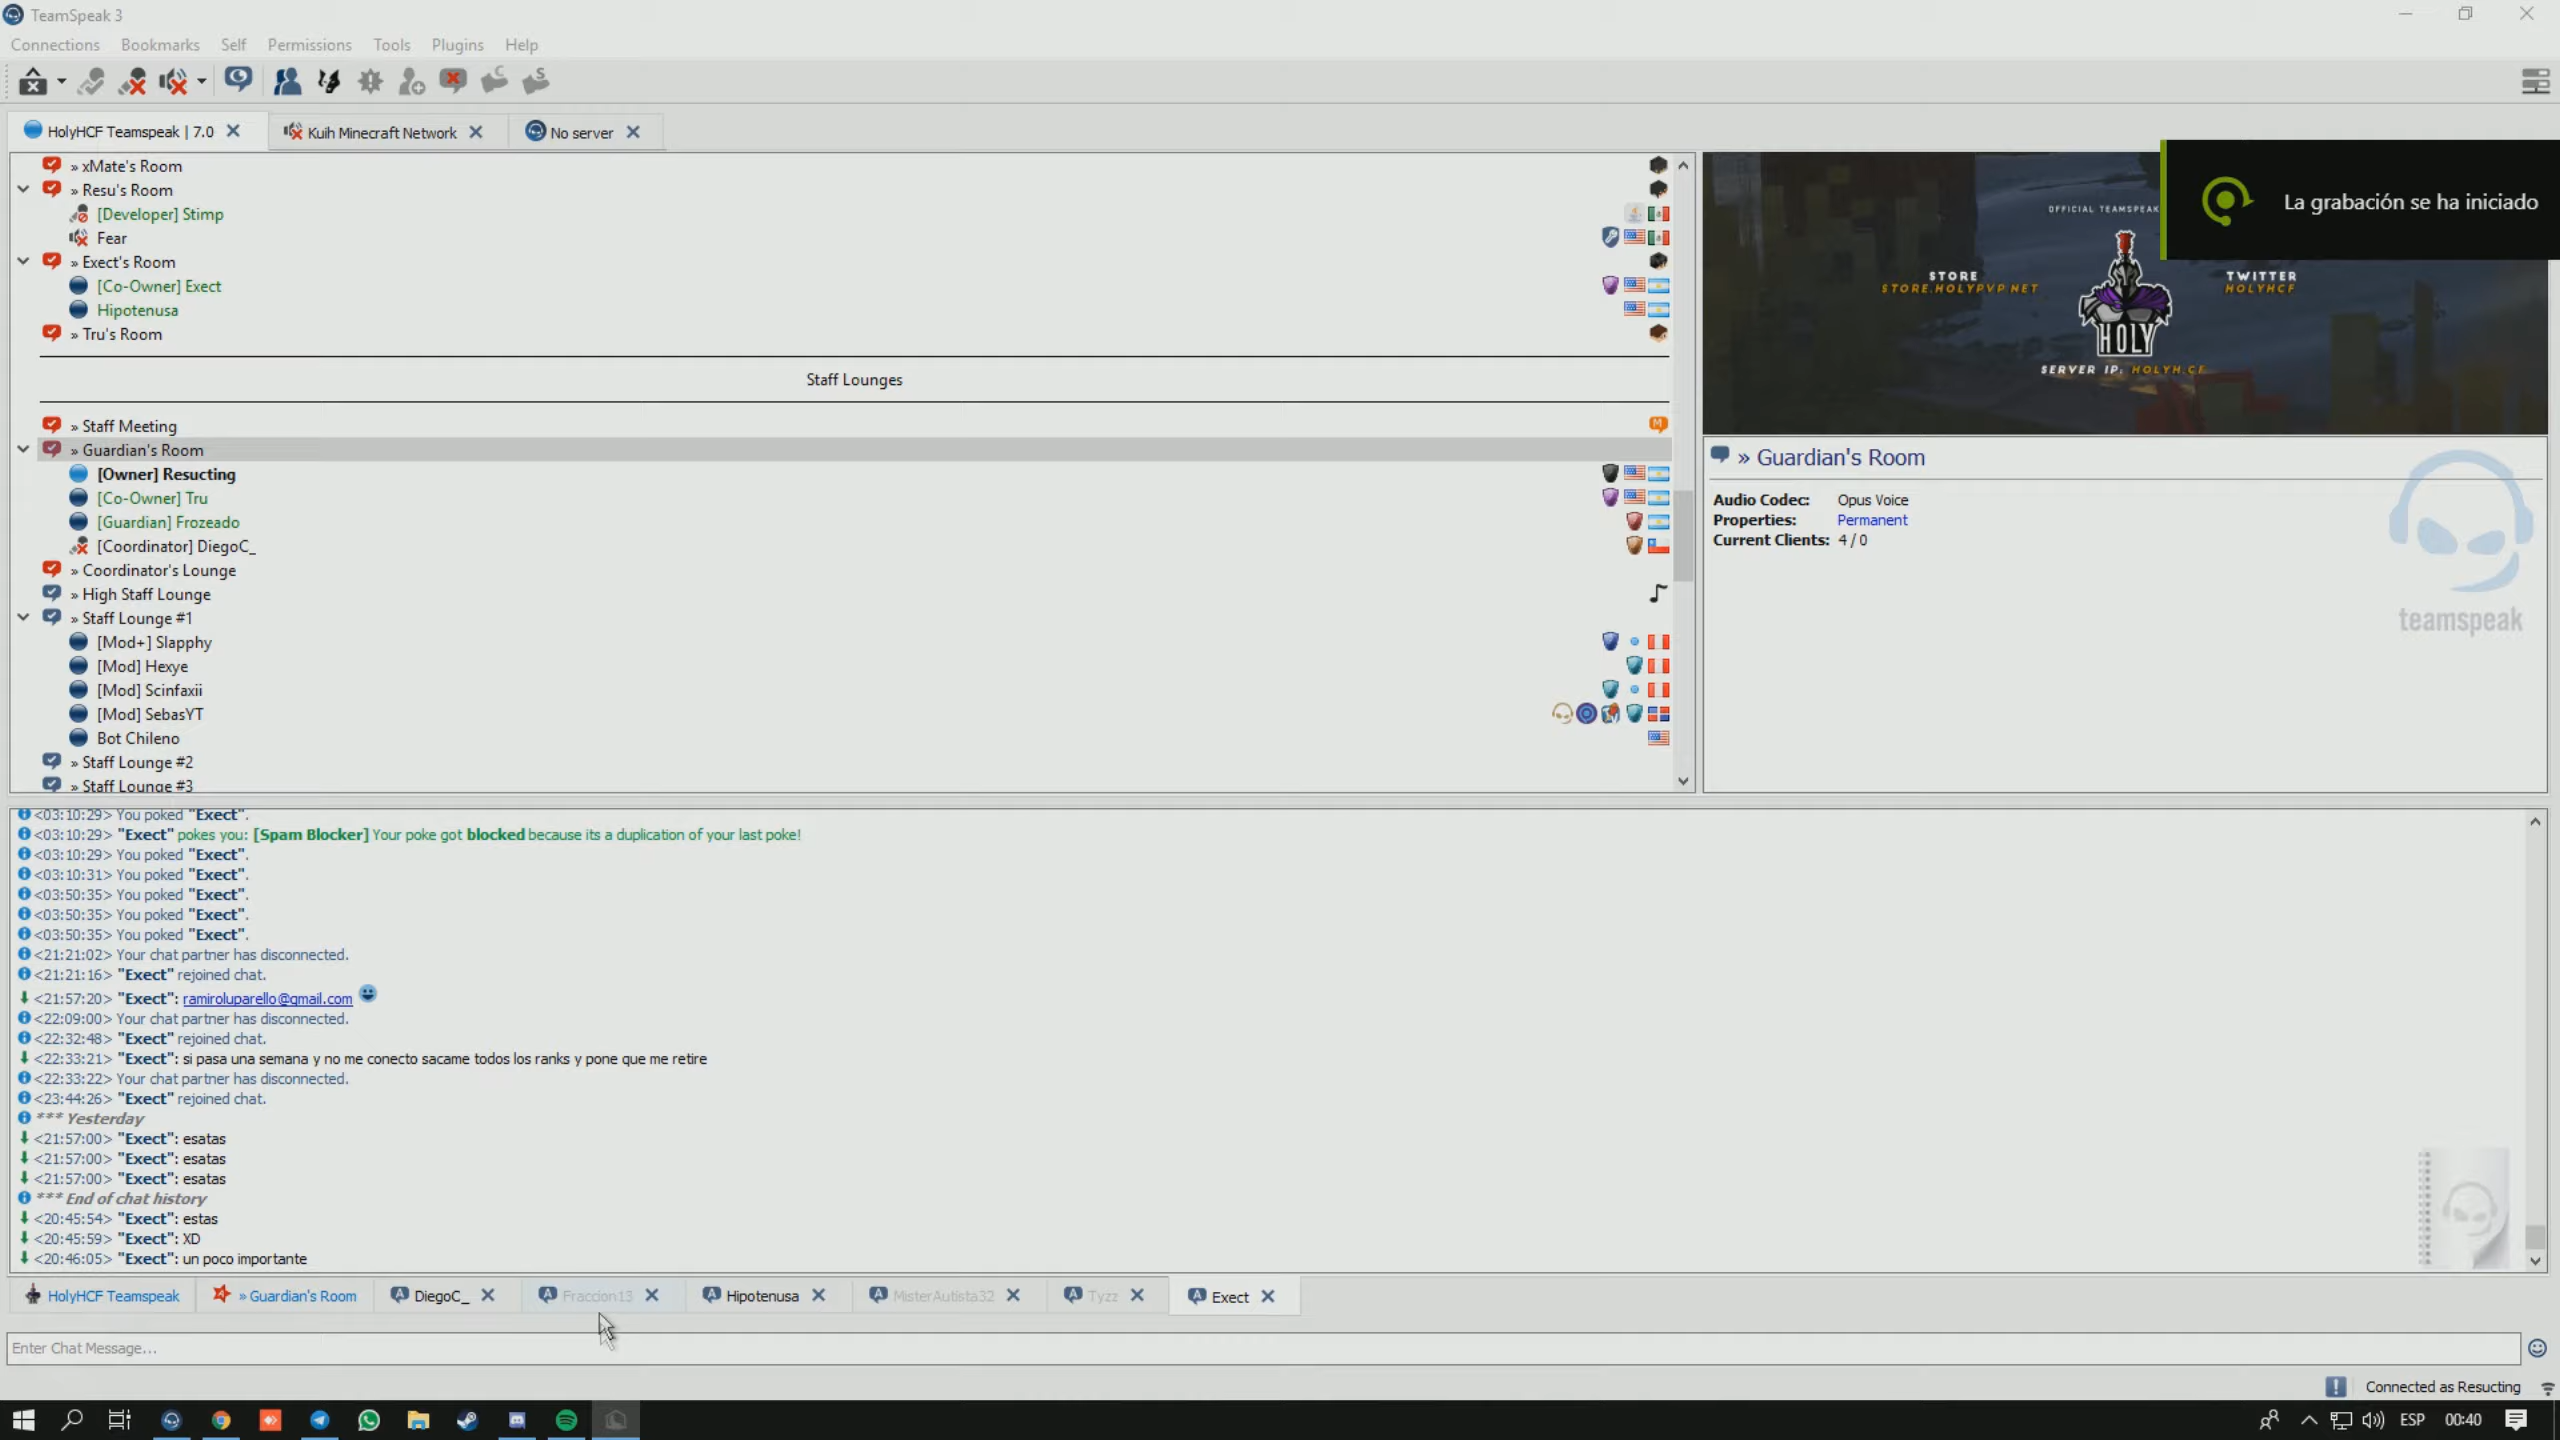 TeamSpeak 3
Connections Bookmarks Self Permissions Tools Plugins Help
HolyHCF Teamspeak | 7.0
Kuih Minecraft Network
No server
» xMate's Room
» Resu's Room
[Developer] Stimp
Fear
» Exect's Room
[Co-Owner] Exect
Hipotenusa
» Tru's Room
Staff Lounges
» Staff Meeting
M
» Guardian's Room
[Owner] Resucting
[Co-Owner] Tru
[Guardian] Frozeado
[Coordinator] DiegoC_
» Coordinator's Lounge
» High Staff Lounge
» Staff Lounge #1
[Mod+] Slapphy
[Mod] Hexye
[Mod] Scinfaxii
[Mod] SebasYT
Bot Chileno
» Staff Lounge #2
» Staff Lounge #3
OFFICIAL TEAMSPEAK
STORE
STORE.HOLYPVP.NET
TWITTER
HOLYHCF
HOLY
SERVER IP: HOLYH.CF
La grabación se ha iniciado
» Guardian's Room
Audio Codec: Opus Voice
Properties: Permanent
Current Clients: 4 / 0
teamspeak
<03:10:29> You poked "Exect".
<03:10:29> "Exect" pokes you: [Spam Blocker] Your poke got blocked because its a duplication of your last poke!
<03:10:29> You poked "Exect".
<03:10:31> You poked "Exect".
<03:50:35> You poked "Exect".
<03:50:35> You poked "Exect".
<03:50:35> You poked "Exect".
<21:21:02> Your chat partner has disconnected.
<21:21:16> "Exect" rejoined chat.
<21:57:20> "Exect": ramiroluparello@gmail.com
<22:09:00> Your chat partner has disconnected.
<22:32:48> "Exect" rejoined chat.
<22:33:21> "Exect": si pasa una semana y no me conecto sacame todos los ranks y pone que me retire
<22:33:22> Your chat partner has disconnected.
<23:44:26> "Exect" rejoined chat.
*** Yesterday
<21:57:00> "Exect": esatas
<21:57:00> "Exect": esatas
<21:57:00> "Exect": esatas
*** End of chat history
<20:45:54> "Exect": estas
<20:45:59> "Exect": XD
<20:46:05> "Exect": un poco importante
HolyHCF Teamspeak
» Guardian's Room
DiegoC_
Fraccion13
Hipotenusa
MisterAutista32
Tyzz
Exect
Enter Chat Message...
Connected as Resucting
ESP
00:40